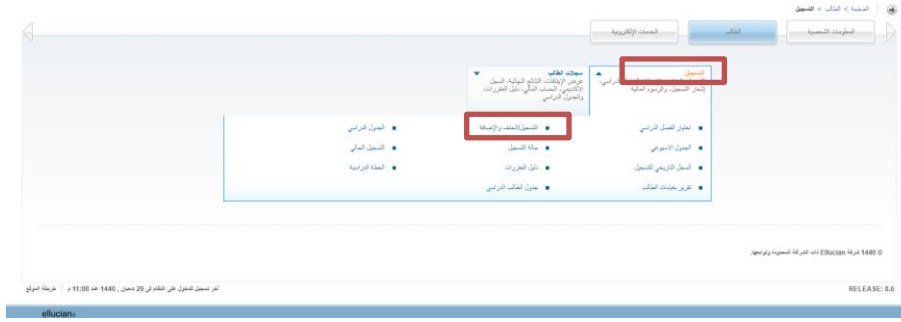 الصفحة > الطالب > التسجيل
المعلومات الشخصية
الطالب
الخدمات الإلكترونية
التسجيل
الدراسي،
إشعار التسجيل، والرسوم المالية
سجلات الطالب
عرض الإيقافات، النتائج النهائية، السجل
الأكاديمي، الحساب المالي، دليل المقررات،
والجدول الدراسي
اختيار الفصل الدراسي
التسجيل/الحذف والإضافة
الجدول الدراسي
الجدول الاسبوعي
حالة التسجيل
التسجيل الحالي
السجل التاريخي للتسجيل
دليل المقررات
الخطة الدراسية
تقرير بعينات الطالب
جدول الطالب الدراسي
© 1440 شركة Ellucian ذات الشراكة المحدودة وتوابعها.
RELEASE: 8.6
آخر تسجيل للدخول على النظام في 29 شعبان , 1440 عند 11:08 م | خريطة الموقع
ellucian